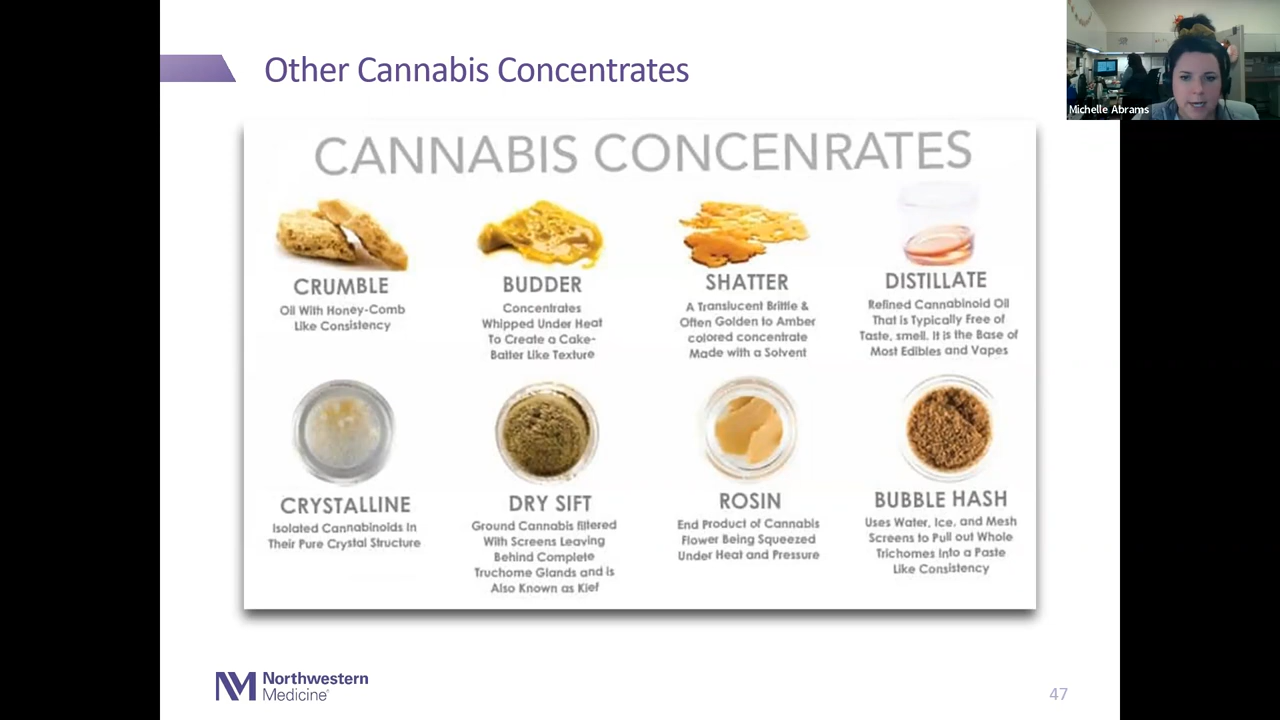 Other Cannabis Concentrates
Michelle Abrams
CANNABIS CONCENRATES
CRUMBLE
Oil With Honey-Comb
Like Consistency
BUDDER
Concentrates
Whipped Under Heat
To Create a Cake-
Batter Like Texture
SHATTER
A Translucent Brittle &
Often Golden to Amber
colored concentrate
Made with a Solvent
DISTILLATE
Refined Cannabinoid Oil
That is Typically Free of
Taste, smell. It is the Base of
Most Edibles and Vapes
CRYSTALLINE
Isolated Cannabinoids In
Their Pure Crystal Structure
DRY SIFT
Ground Cannabis filtered
With Screens Leaving
Behind Complete
Truchome Glands and is
Also Known as Kief
ROSIN
End Product of Cannabis
Flower Being Squeezed
Under Heat and Pressure
BUBBLE HASH
Uses Water, Ice, and Mesh
Screens to Pull out Whole
Trichomes Into a Paste
Like Consistency
NM Northwestern
Medicine®
47